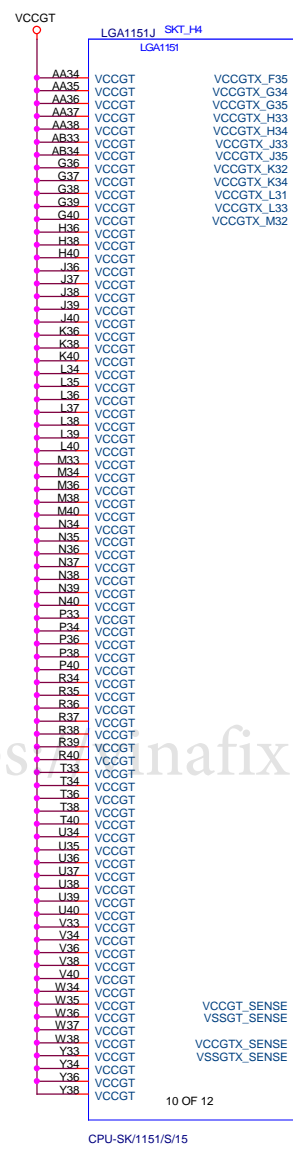 VCCGT
LGA1151J SKT_H4
LGA1151
AA34 VCCGT VCCGTX_F35
AA35 VCCGT VCCGTX_G34
AA36 VCCGT VCCGTX_G35
AA37 VCCGT VCCGTX_H33
AA38 VCCGT VCCGTX_H34
AB33 VCCGT VCCGTX_J33
AB34 VCCGT VCCGTX_J35
G36 VCCGT VCCGTX_K32
G37 VCCGT VCCGTX_K34
G38 VCCGT VCCGTX_L31
G39 VCCGT VCCGTX_L33
G40 VCCGT VCCGTX_M32
H36 VCCGT
H38 VCCGT
H40 VCCGT
J36 VCCGT
J37 VCCGT
J38 VCCGT
J39 VCCGT
J40 VCCGT
K36 VCCGT
K38 VCCGT
K40 VCCGT
L34 VCCGT
L35 VCCGT
L36 VCCGT
L37 VCCGT
L38 VCCGT
L39 VCCGT
L40 VCCGT
M33 VCCGT
M34 VCCGT
M36 VCCGT
M38 VCCGT
M40 VCCGT
N34 VCCGT
N35 VCCGT
N36 VCCGT
N37 VCCGT
N38 VCCGT
N39 VCCGT
N40 VCCGT
P33 VCCGT
P34 VCCGT
P36 VCCGT
P38 VCCGT
P40 VCCGT
R34 VCCGT
R35 VCCGT
R36 VCCGT
R37 VCCGT
R38 VCCGT
R39 VCCGT
R40 VCCGT
T33 VCCGT
T34 VCCGT
T36 VCCGT
T38 VCCGT
T40 VCCGT
U34 VCCGT
U35 VCCGT
U36 VCCGT
U37 VCCGT
U38 VCCGT
U39 VCCGT
U40 VCCGT
V33 VCCGT
V34 VCCGT
V36 VCCGT
V38 VCCGT
V40 VCCGT
W34 VCCGT
W35 VCCGT VCCGT_SENSE
W36 VCCGT VSSGT_SENSE
W37 VCCGT
W38 VCCGT VCCGTX_SENSE
Y33 VCCGT VSSGTX_SENSE
Y34 VCCGT
Y36 VCCGT
Y38 VCCGT
10 OF 12
CPU-SK/1151/S/15